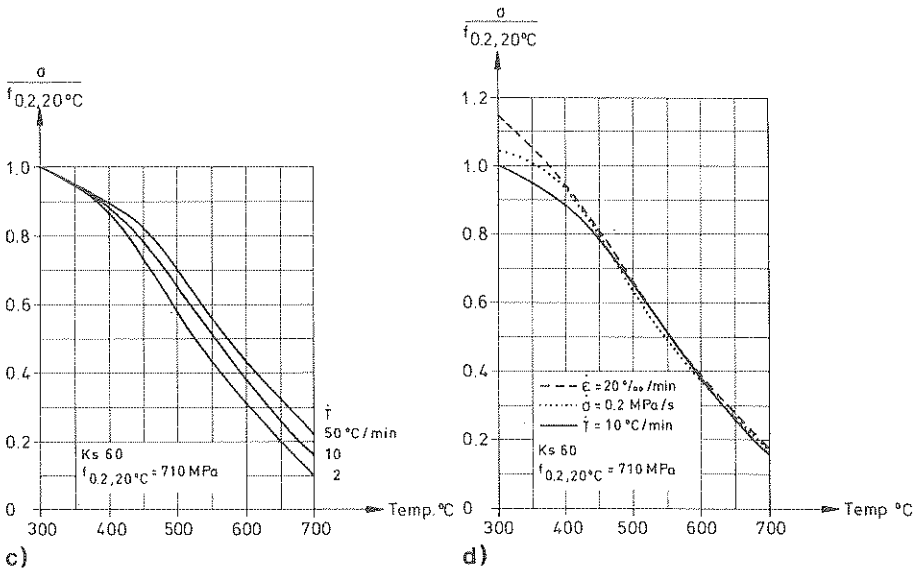 σ
f0.2,20°C
1.0
0.8
0.6
0.4
0.2
0
300
400
500
600
700
Temp. °C
Ṫ
50 °C/min
10
2
Ks 60
f0.2,20°C = 710 MPa
c)
σ
f0.2,20°C
1.2
1.0
0.8
0.6
0.4
0.2
0
300
400
500
600
700
Temp °C
ε̇ = 20 °/oo/min
σ̇ = 0.2 MPa/s
Ṫ = 10 °C/min
Ks 60
f0.2,20°C = 710 MPa
d)